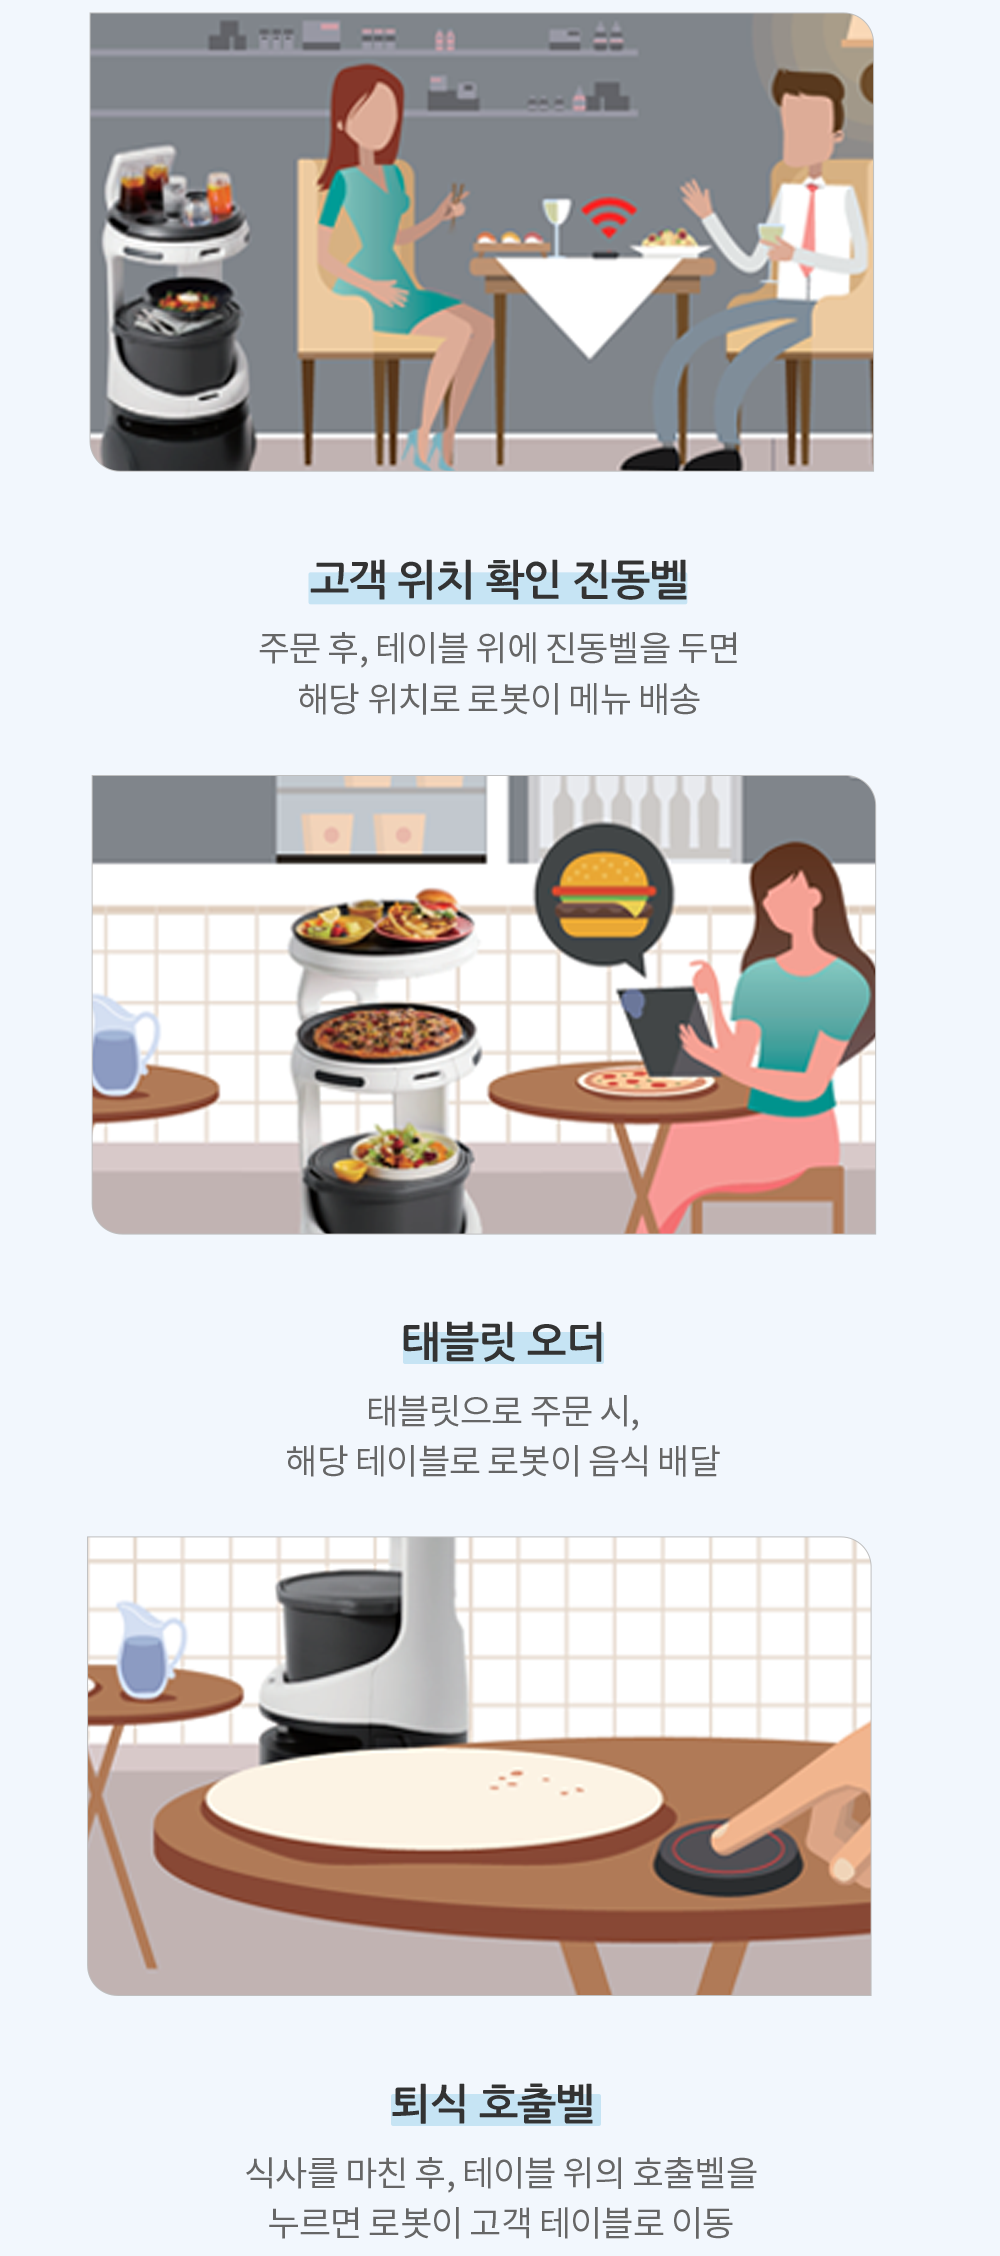 고객 위치 확인 진동벨
주문 후, 테이블 위에 진동벨을 두면
해당 위치로 로봇이 메뉴 배송
태블릿 오더
태블릿으로 주문 시,
해당 테이블로 로봇이 음식 배달
퇴식 호출벨
식사를 마친 후, 테이블 위의 호출벨을
누르면 로봇이 고객 테이블로 이동